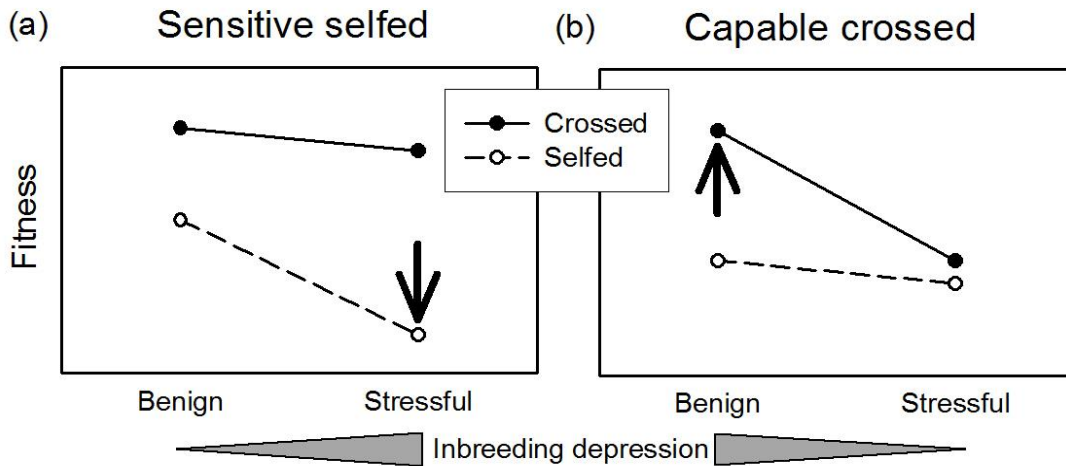 (a) Sensitive selfed
(b) Capable crossed
Crossed
Selfed
Fitness
Benign Stressful
Benign Stressful
Inbreeding depression